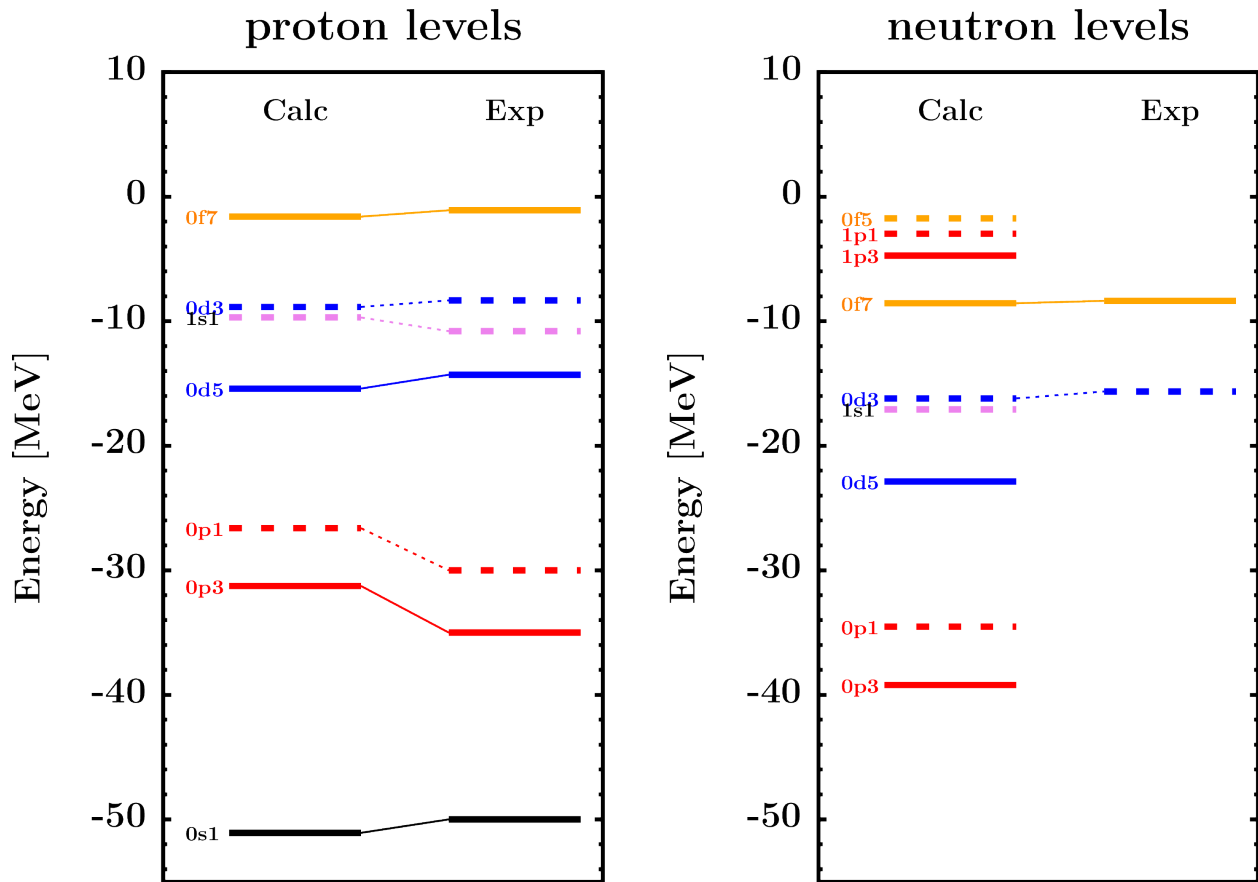 proton levels
10
0
-10
-20
-30
-40
-50
Energy [MeV]
Calc
Exp
0f7
0d3
1s1
0d5
0p1
0p3
0s1
neutron levels
10
0
-10
-20
-30
-40
-50
Energy [MeV]
Calc
Exp
0f5
1p1
1p3
0f7
0d3
1s1
0d5
0p1
0p3